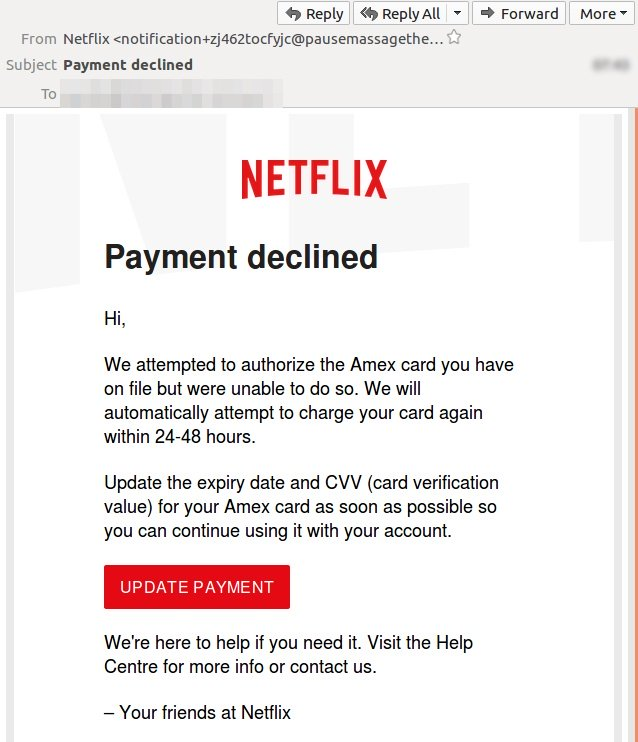 Reply Reply All Forward More
From Netflix <notification+zj462tocfyjc@pausemassagethe...
Subject Payment declined
To
NETFLIX
Payment declined
Hi,
We attempted to authorize the Amex card you have
on file but were unable to do so. We will
automatically attempt to charge your card again
within 24-48 hours.
Update the expiry date and CVV (card verification
value) for your Amex card as soon as possible so
you can continue using it with your account.
UPDATE PAYMENT
We're here to help if you need it. Visit the Help
Centre for more info or contact us.
– Your friends at Netflix